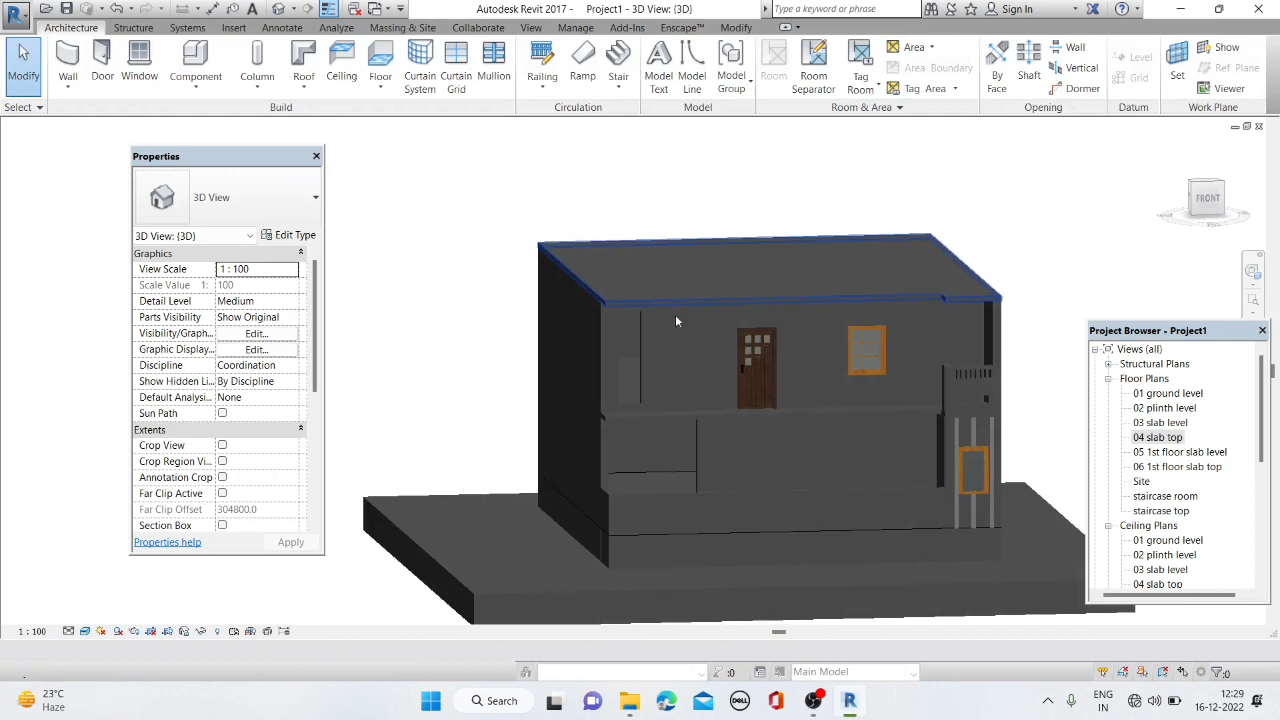 Autodesk Revit 2017 - Project1 - 3D View: {3D}
Type a keyword or phrase
Sign In
Architecture Structure Systems Insert Annotate Analyze Massing & Site Collaborate View Manage Add-Ins Enscape™ Modify
Modify
Wall
Door
Window
Component
Column
Roof
Ceiling
Floor
Curtain System
Curtain Grid
Mullion
Railing
Ramp
Stair
Model Text
Model Line
Model Group
Room
Room Separator
Tag Room
Area
Area Boundary
Tag Area
By Face
Shaft
Wall
Vertical
Dormer
Level
Grid
Set
Show
Ref Plane
Viewer
Select
Build
Circulation
Model
Room & Area
Opening
Datum
Work Plane
Properties
3D View
3D View: {3D}
Edit Type
Graphics
View Scale 1 : 100
Scale Value 1: 100
Detail Level Medium
Parts Visibility Show Original
Visibility/Graph... Edit...
Graphic Display... Edit...
Discipline Coordination
Show Hidden Li... By Discipline
Default Analysi... None
Sun Path
Extents
Crop View
Crop Region Vi...
Annotation Crop
Far Clip Active
Far Clip Offset 304800.0
Section Box
Properties help
Apply
FRONT
Project Browser - Project1
Views (all)
Structural Plans
Floor Plans
01 ground level
02 plinth level
03 slab level
04 slab top
05 1st floor slab level
06 1st floor slab top
Site
staircase room
staircase top
Ceiling Plans
01 ground level
02 plinth level
03 slab level
04 slab top
1 : 100
:0
Main Model
:0
23°C
Haze
Search
DELL
ENG
IN
12:29
16-12-2022